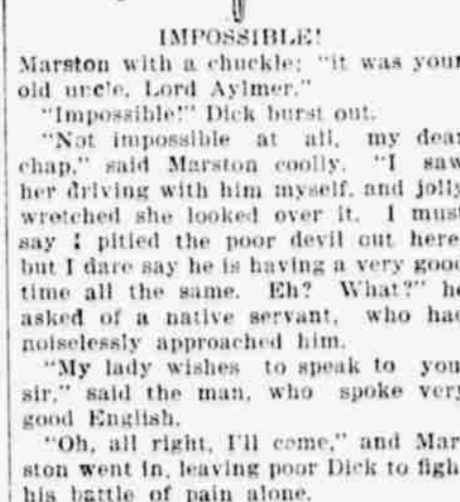 IMPOSSIBLE!
Marston with a chuckle; "it was your
old uncle, Lord Aylmer."
"Impossible!" Dick burst out.
"Not impossible at all, my dear
chap," said Marston coolly. "I saw
her driving with him myself, and jolly
wretched she looked over it. I must
say I pitied the poor devil out here,
but I dare say he is having a very good
time all the same. Eh? What?" he
asked of a native servant, who had
noiselessly approached him.
"My lady wishes to speak to you,
sir," said the man, who spoke very
good English.
"Oh, all right, I'll come," and Mar-
ston went in, leaving poor Dick to figh
his battle of pain alone.